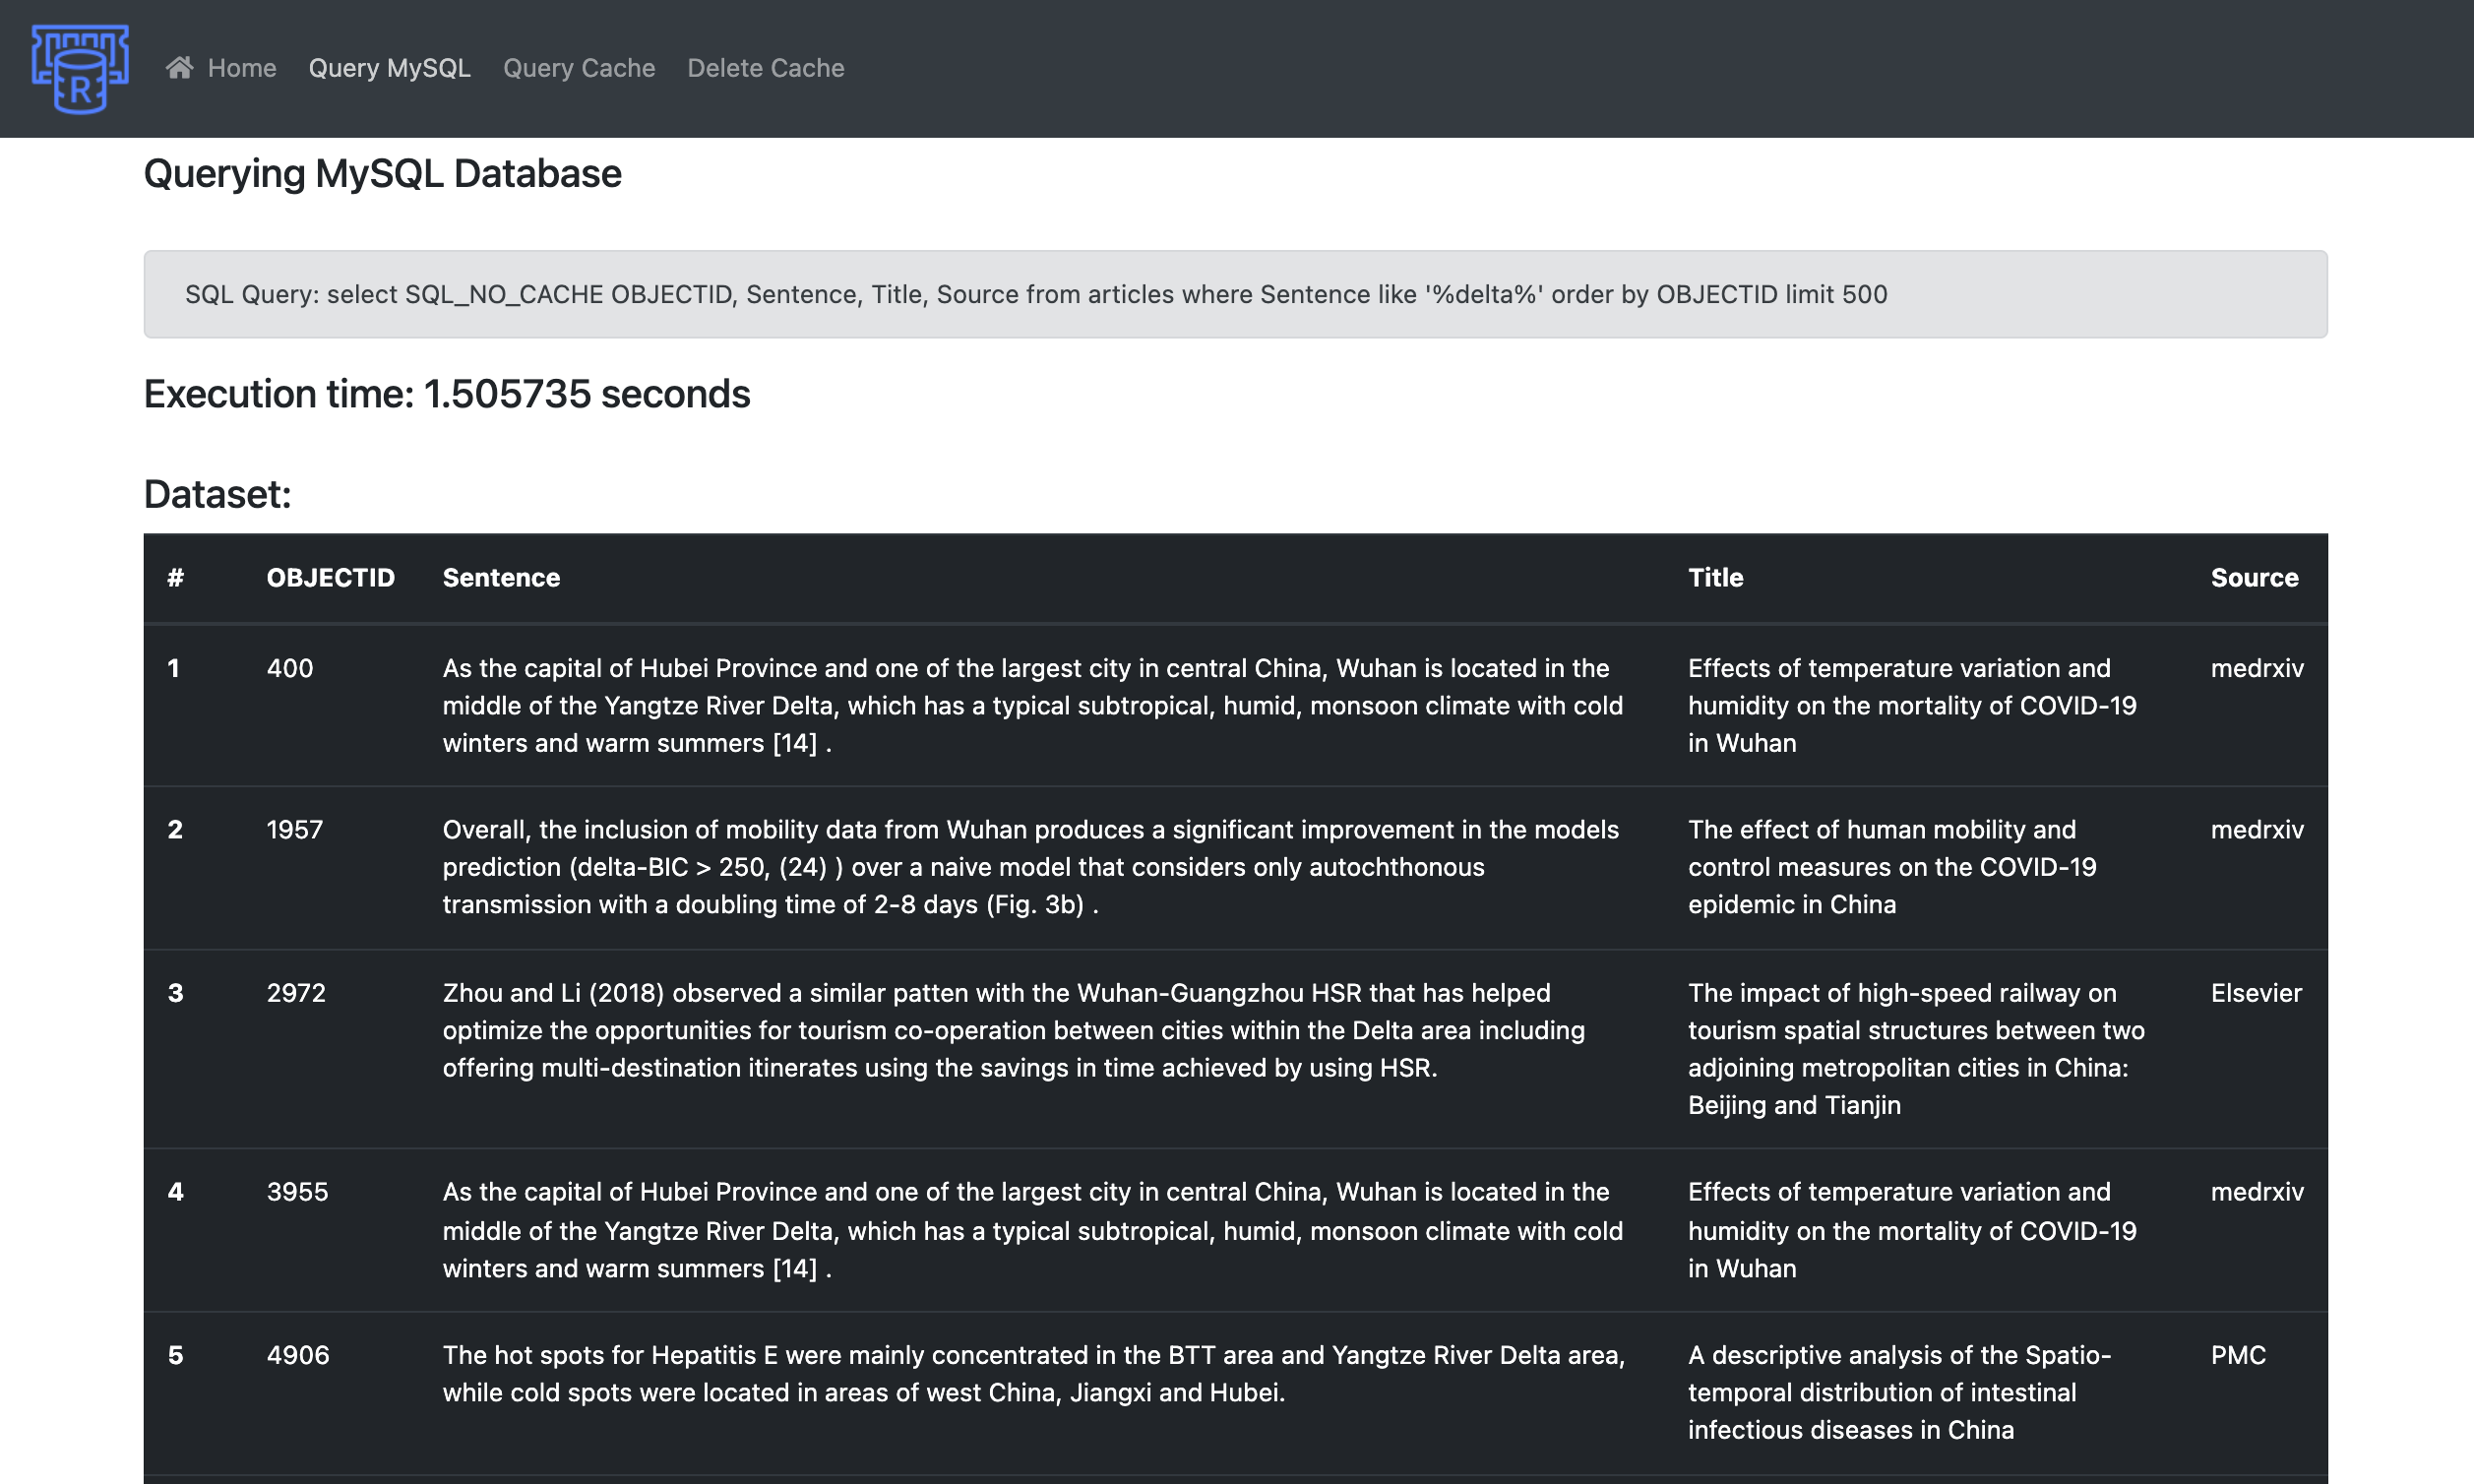 R
Home Query MySQL Query Cache Delete Cache
Querying MySQL Database
SQL Query: select SQL_NO_CACHE OBJECTID, Sentence, Title, Source from articles where Sentence like '%delta%' order by OBJECTID limit 500
Execution time: 1.505735 seconds
Dataset:
# OBJECTID Sentence Title Source
1 400 As the capital of Hubei Province and one of the largest city in central China, Wuhan is located in the Effects of temperature variation and medrxiv
middle of the Yangtze River Delta, which has a typical subtropical, humid, monsoon climate with cold humidity on the mortality of COVID-19
winters and warm summers [14] . in Wuhan
2 1957 Overall, the inclusion of mobility data from Wuhan produces a significant improvement in the models The effect of human mobility and medrxiv
prediction (delta-BIC > 250, (24) ) over a naive model that considers only autochthonous control measures on the COVID-19
transmission with a doubling time of 2-8 days (Fig. 3b) . epidemic in China
3 2972 Zhou and Li (2018) observed a similar patten with the Wuhan-Guangzhou HSR that has helped The impact of high-speed railway on Elsevier
optimize the opportunities for tourism co-operation between cities within the Delta area including tourism spatial structures between two
offering multi-destination itinerates using the savings in time achieved by using HSR. adjoining metropolitan cities in China:
Beijing and Tianjin
4 3955 As the capital of Hubei Province and one of the largest city in central China, Wuhan is located in the Effects of temperature variation and medrxiv
middle of the Yangtze River Delta, which has a typical subtropical, humid, monsoon climate with cold humidity on the mortality of COVID-19
winters and warm summers [14] . in Wuhan
5 4906 The hot spots for Hepatitis E were mainly concentrated in the BTT area and Yangtze River Delta area, A descriptive analysis of the Spatio- PMC
while cold spots were located in areas of west China, Jiangxi and Hubei. temporal distribution of intestinal
infectious diseases in China